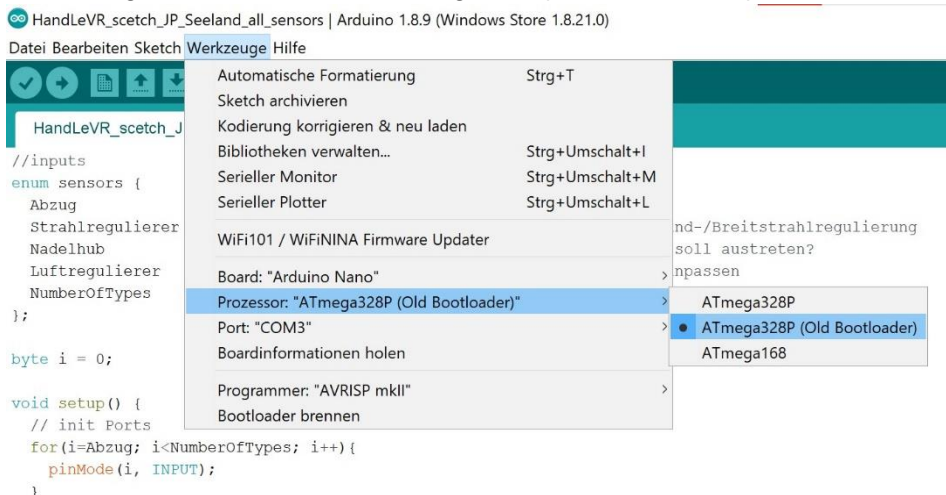 HandLeVR_scetch_JP_Seeland_all_sensors | Arduino 1.8.9 (Windows Store 1.8.21.0)
Datei Bearbeiten Sketch Werkzeuge Hilfe
HandLeVR_scetch_J
Automatische Formatierung Strg+T
Sketch archivieren
Kodierung korrigieren & neu laden
Bibliotheken verwalten... Strg+Umschalt+I
Serieller Monitor Strg+Umschalt+M
Serieller Plotter Strg+Umschalt+L
WiFi101 / WiFiNINA Firmware Updater
Board: "Arduino Nano"
Prozessor: "ATmega328P (Old Bootloader)"
Port: "COM3"
Boardinformationen holen
Programmer: "AVRISP mkII"
Bootloader brennen
ATmega328P
ATmega328P (Old Bootloader)
ATmega168
//inputs
enum sensors {
Abzug
Strahlregulierer nd-/Breitstrahlregulierung
Nadelhub soll austreten?
Luftregulierer npassen
NumberOfTypes
};
byte i = 0;
void setup() {
// init Ports
for(i=Abzug; i<NumberOfTypes; i++){
pinMode(i, INPUT);
}